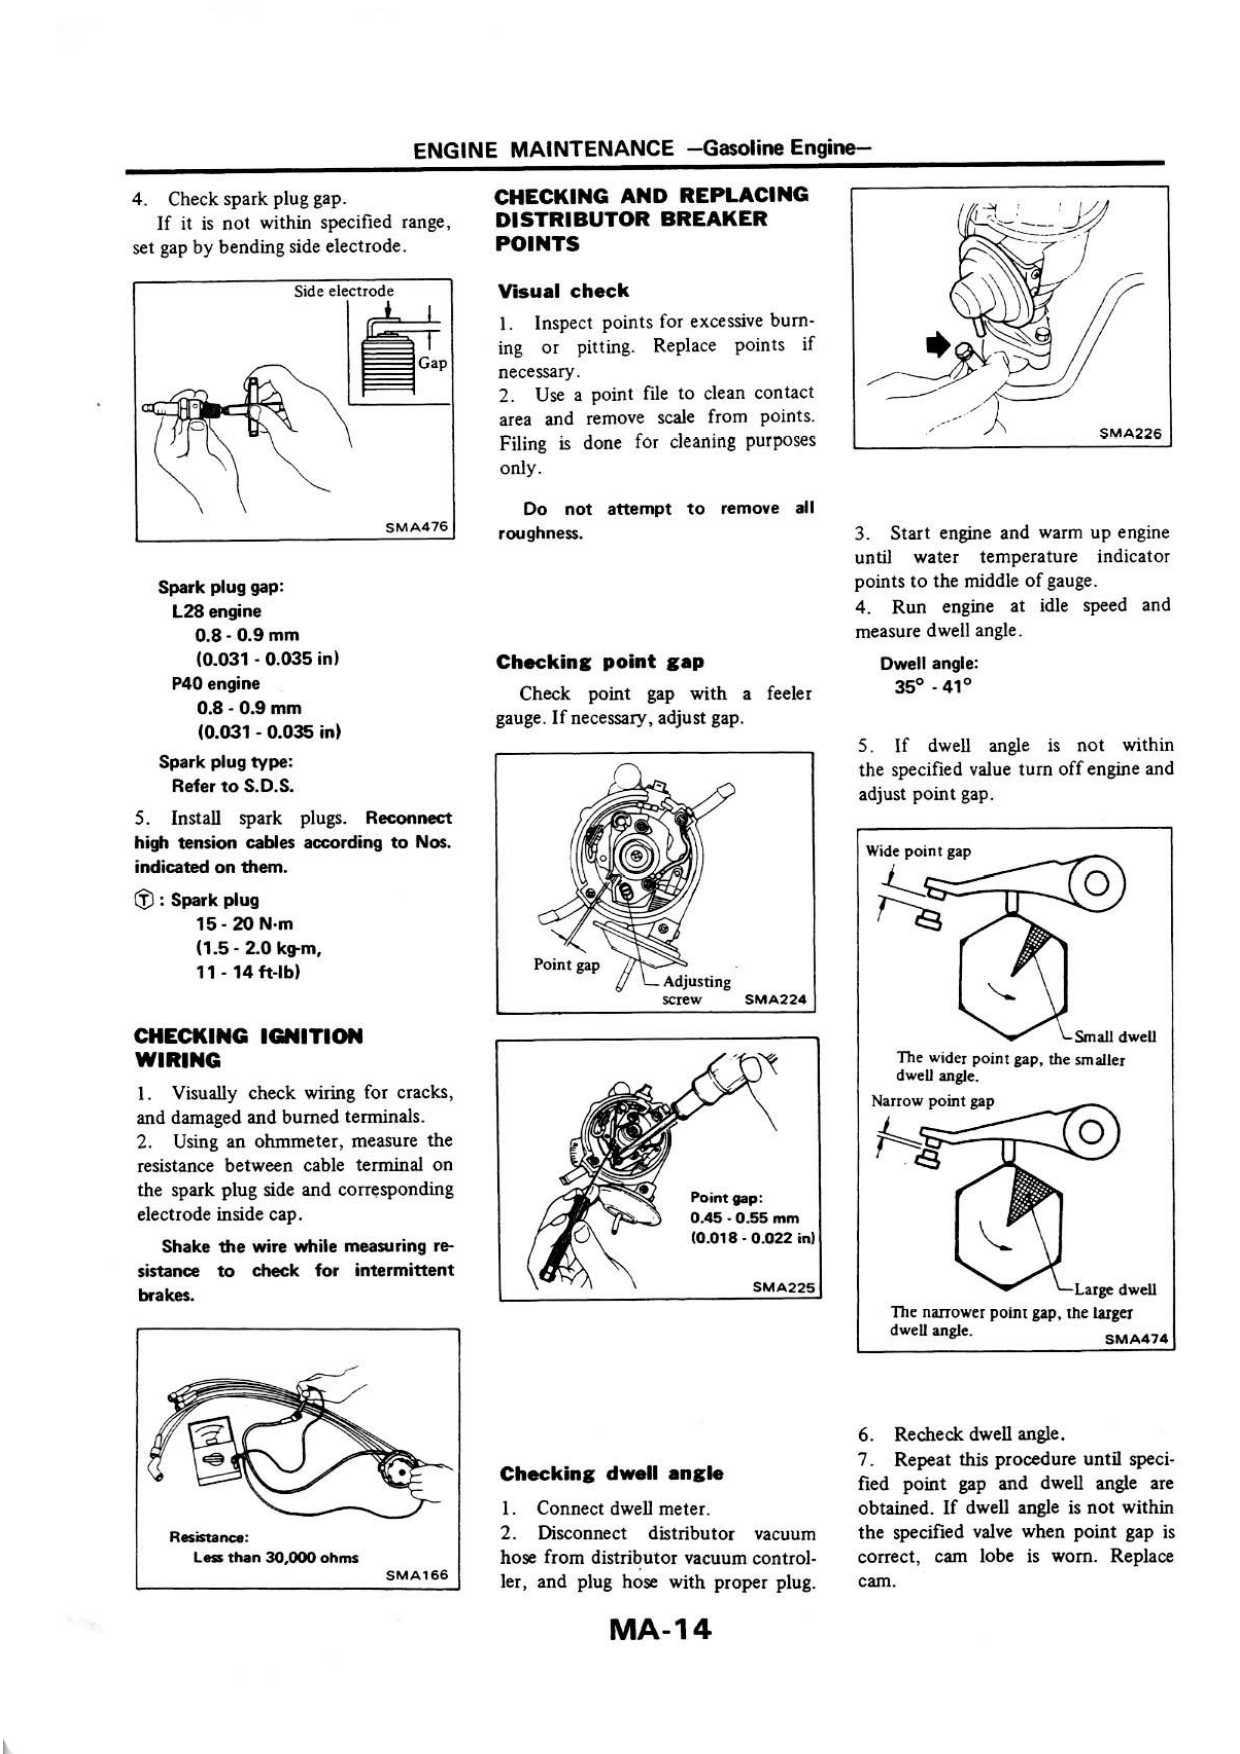 ENGINE MAINTENANCE —Gasoline Engine—
4. Check spark plug gap.
If it is not within specified range,
set gap by bending side electrode.
Side electrode
Gap
SMA476
Spark plug gap:
L28 engine
0.8 - 0.9 mm
(0.031 - 0.035 in)
P40 engine
0.8 - 0.9 mm
(0.031 - 0.035 in)
Spark plug type:
Refer to S.D.S.
5. Install spark plugs. Reconnect
high tension cables according to Nos.
indicated on them.
Ⓣ : Spark plug
15 - 20 N·m
(1.5 - 2.0 kg-m,
11 - 14 ft-lb)
CHECKING IGNITION
WIRING
1. Visually check wiring for cracks,
and damaged and burned terminals.
2. Using an ohmmeter, measure the
resistance between cable terminal on
the spark plug side and corresponding
electrode inside cap.
Shake the wire while measuring re-
sistance to check for intermittent
brakes.
Resistance:
Less than 30,000 ohms
SMA166
CHECKING AND REPLACING
DISTRIBUTOR BREAKER
POINTS
Visual check
1. Inspect points for excessive burn-
ing or pitting. Replace points if
necessary.
2. Use a point file to clean contact
area and remove scale from points.
Filing is done for cleaning purposes
only.
Do not attempt to remove all
roughness.
Checking point gap
Check point gap with a feeler
gauge. If necessary, adjust gap.
Point gap
Adjusting
screw
SMA224
Point gap:
0.45 - 0.55 mm
(0.018 - 0.022 in)
SMA225
Checking dwell angle
1. Connect dwell meter.
2. Disconnect distributor vacuum
hose from distributor vacuum control-
ler, and plug hose with proper plug.
SMA226
3. Start engine and warm up engine
until water temperature indicator
points to the middle of gauge.
4. Run engine at idle speed and
measure dwell angle.
Dwell angle:
35° - 41°
5. If dwell angle is not within
the specified value turn off engine and
adjust point gap.
Wide point gap
Small dwell
The wider point gap, the smaller
dwell angle.
Narrow point gap
Large dwell
The narrower point gap, the larger
dwell angle.
SMA474
6. Recheck dwell angle.
7. Repeat this procedure until speci-
fied point gap and dwell angle are
obtained. If dwell angle is not within
the specified valve when point gap is
correct, cam lobe is worn. Replace
cam.
MA-14